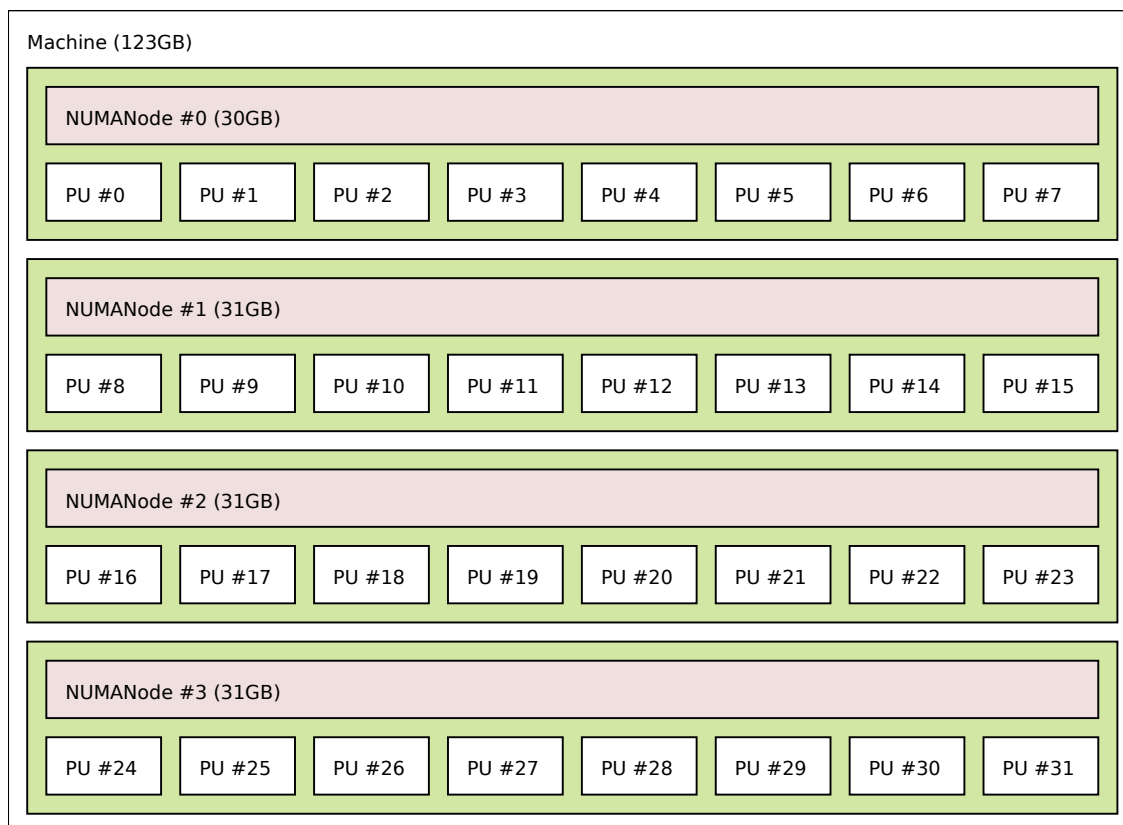 Machine (123GB)
NUMANode #0 (30GB)
PU #0 PU #1 PU #2 PU #3 PU #4 PU #5 PU #6 PU #7
NUMANode #1 (31GB)
PU #8 PU #9 PU #10 PU #11 PU #12 PU #13 PU #14 PU #15
NUMANode #2 (31GB)
PU #16 PU #17 PU #18 PU #19 PU #20 PU #21 PU #22 PU #23
NUMANode #3 (31GB)
PU #24 PU #25 PU #26 PU #27 PU #28 PU #29 PU #30 PU #31